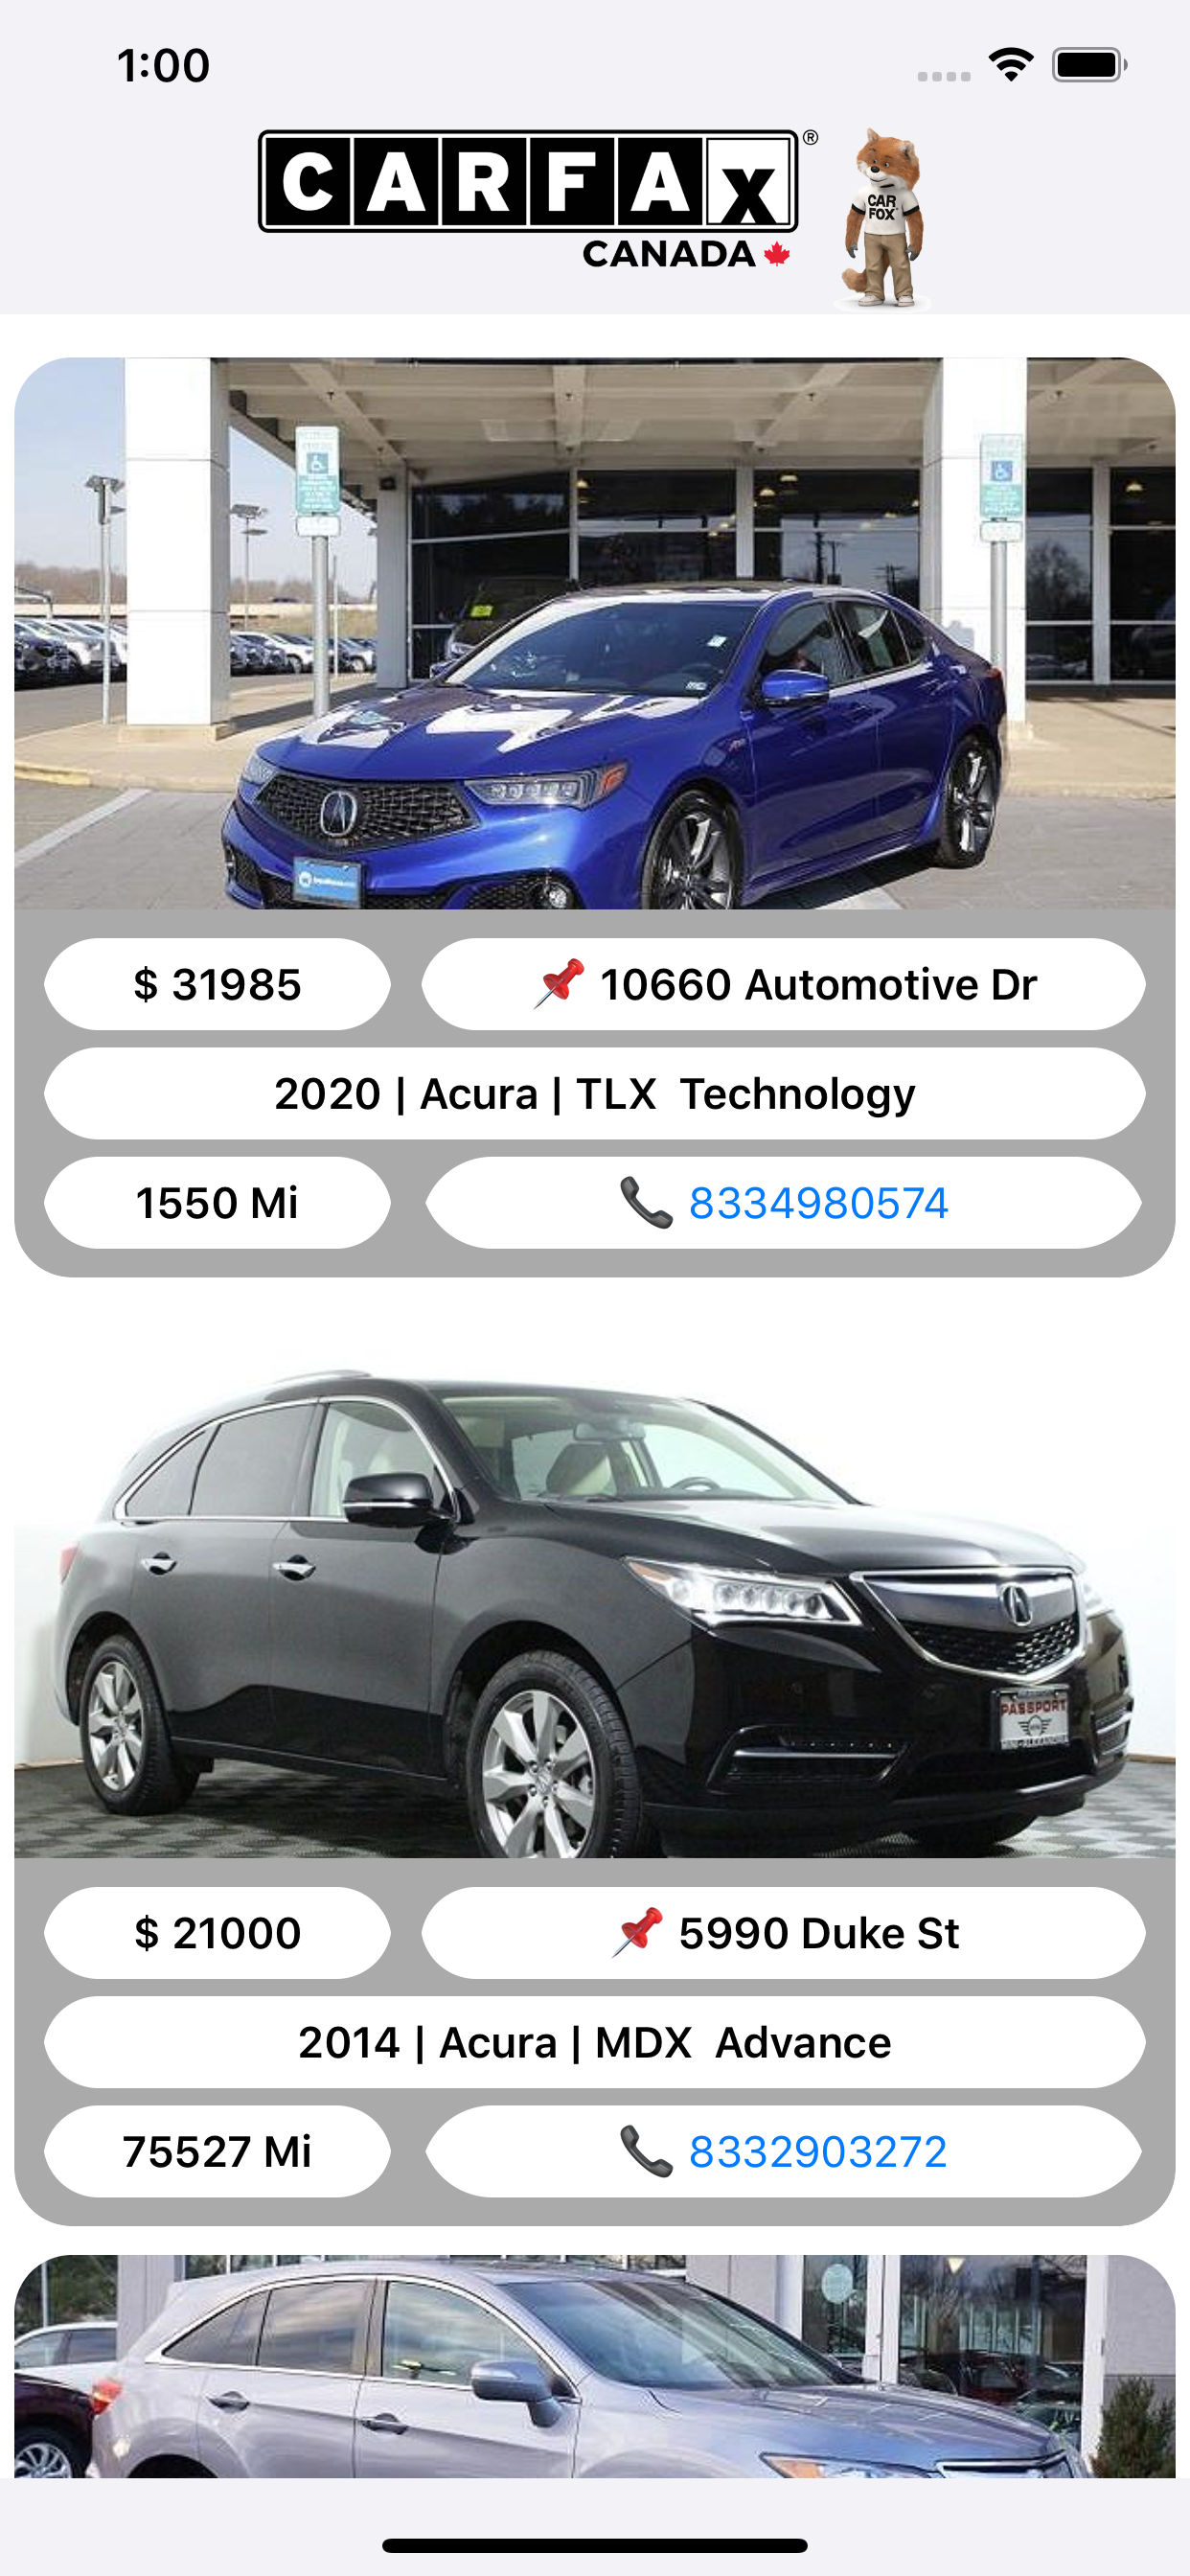 1:00
CARFAX®
CANADA
CAR
FOX
$ 31985
10660 Automotive Dr
2020 | Acura | TLX  Technology
1550 Mi
8334980574
PASSPORT
$ 21000
5990 Duke St
2014 | Acura | MDX  Advance
75527 Mi
8332903272